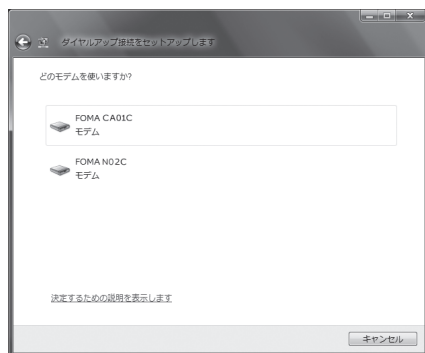 ダイヤルアップ接続をセットアップします
どのモデムを使いますか?
FOMA CA01C
モデム
FOMA N02C
モデム
決定するための説明を表示します
キャンセル